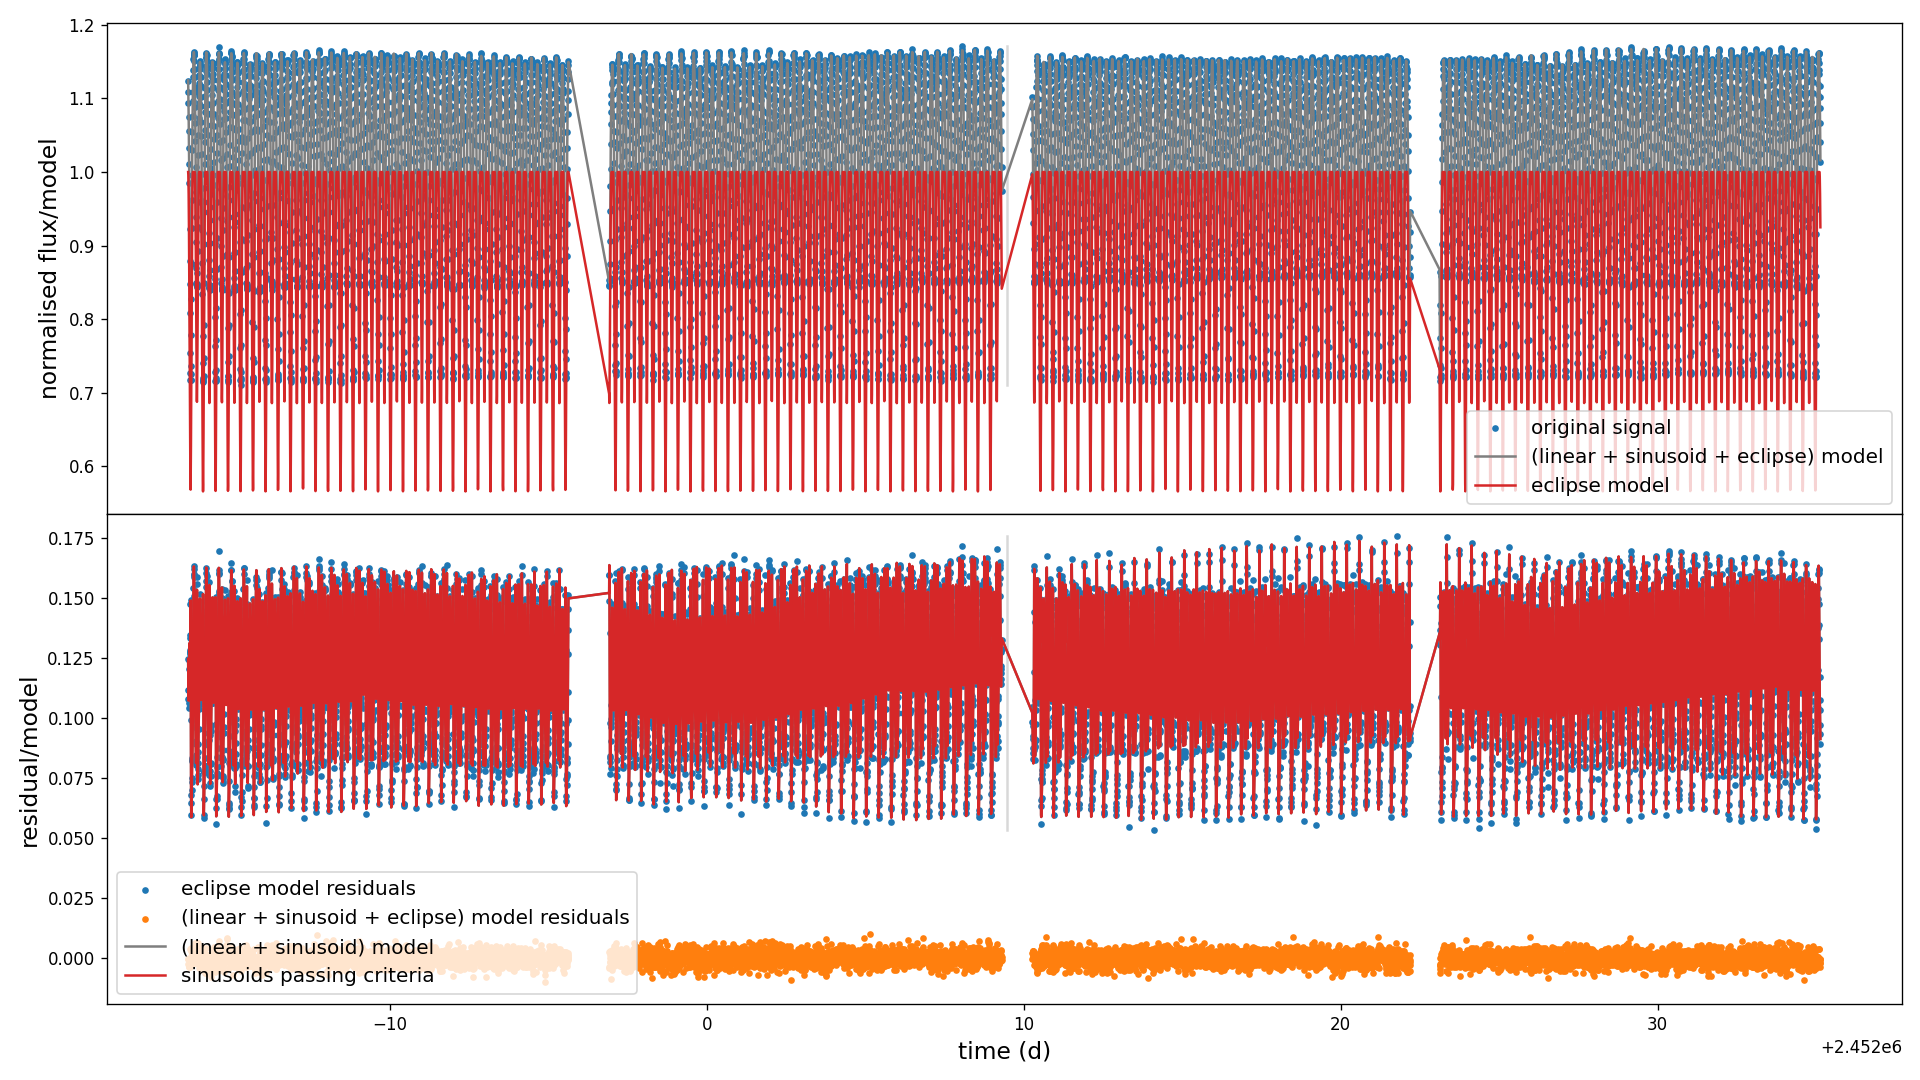 normalised flux/model
1.2
1.1
1.0
0.9
0.8
0.7
0.6
original signal
(linear + sinusoid + eclipse) model
eclipse model
residual/model
0.175
0.150
0.125
0.100
0.075
0.050
0.025
0.000
eclipse model residuals
(linear + sinusoid + eclipse) model residuals
(linear + sinusoid) model
sinusoids passing criteria
−10 0 10 20 30
time (d)
+2.452e6